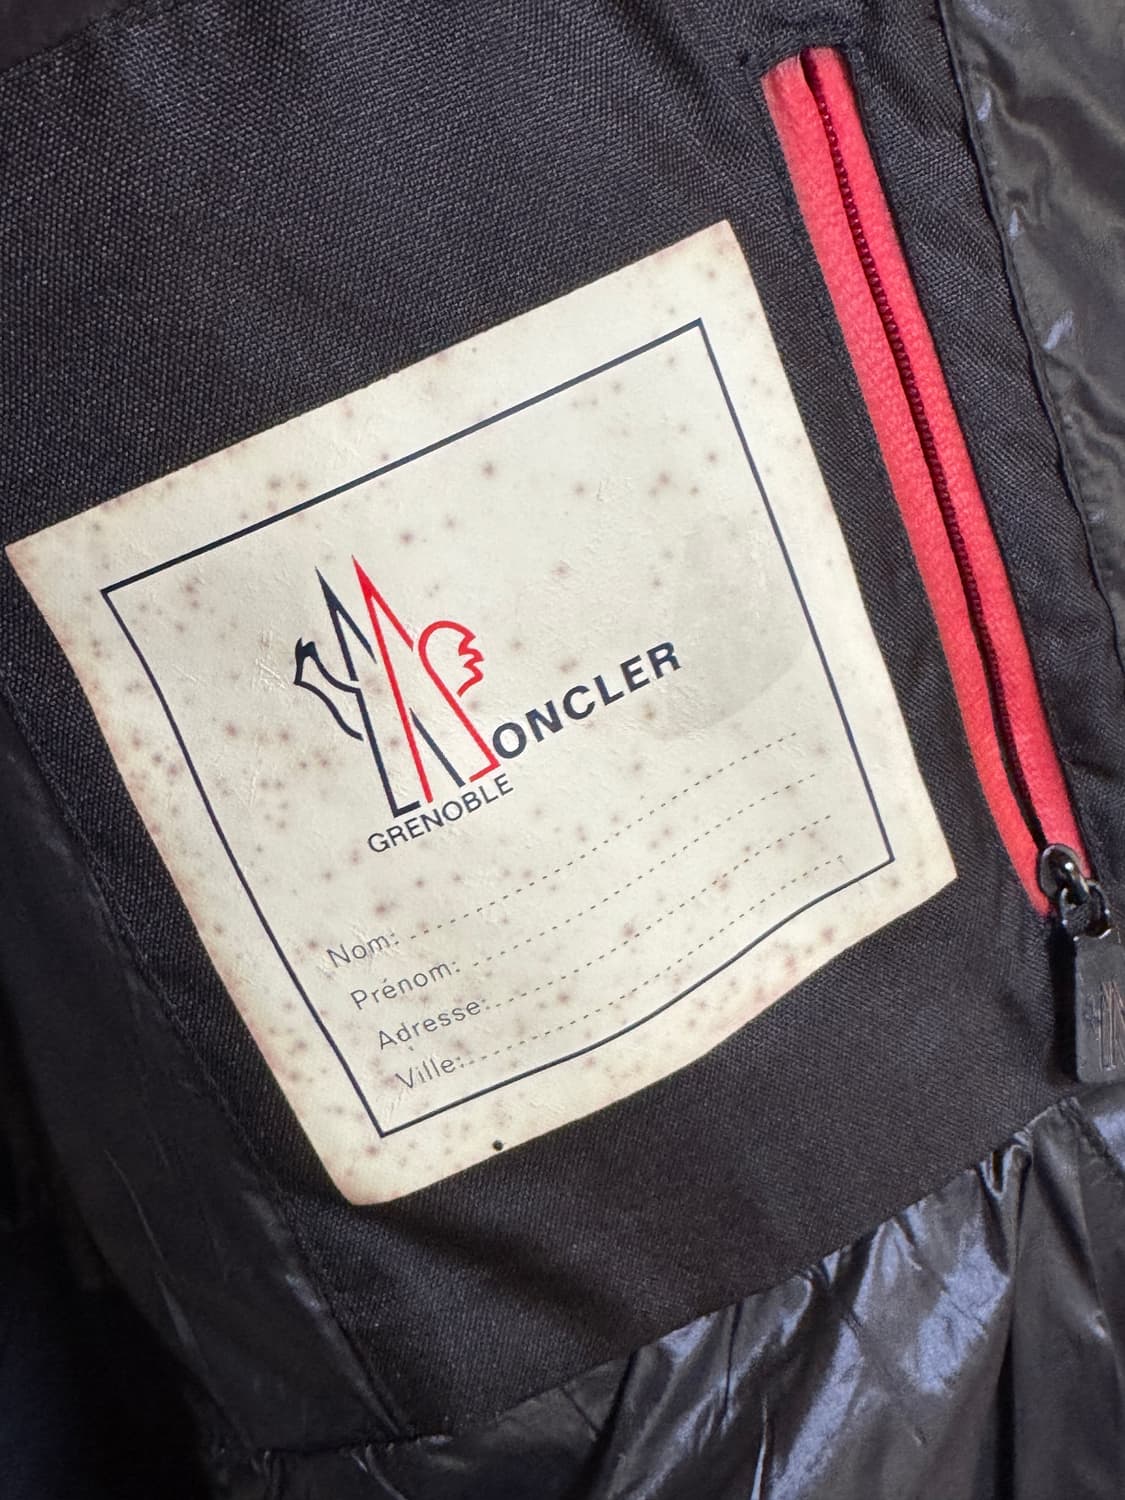 MONCLER
GRENOBLE
Nom:
Prénom:
Adresse:
Ville: